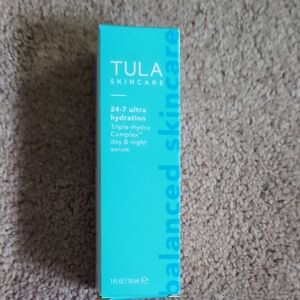 TULA
SKINCARE
24-7 ultra
hydration
Triple-Hydra
Complex™
day & night
serum
1 FL OZ / 30 ml ℮
balanced skincare